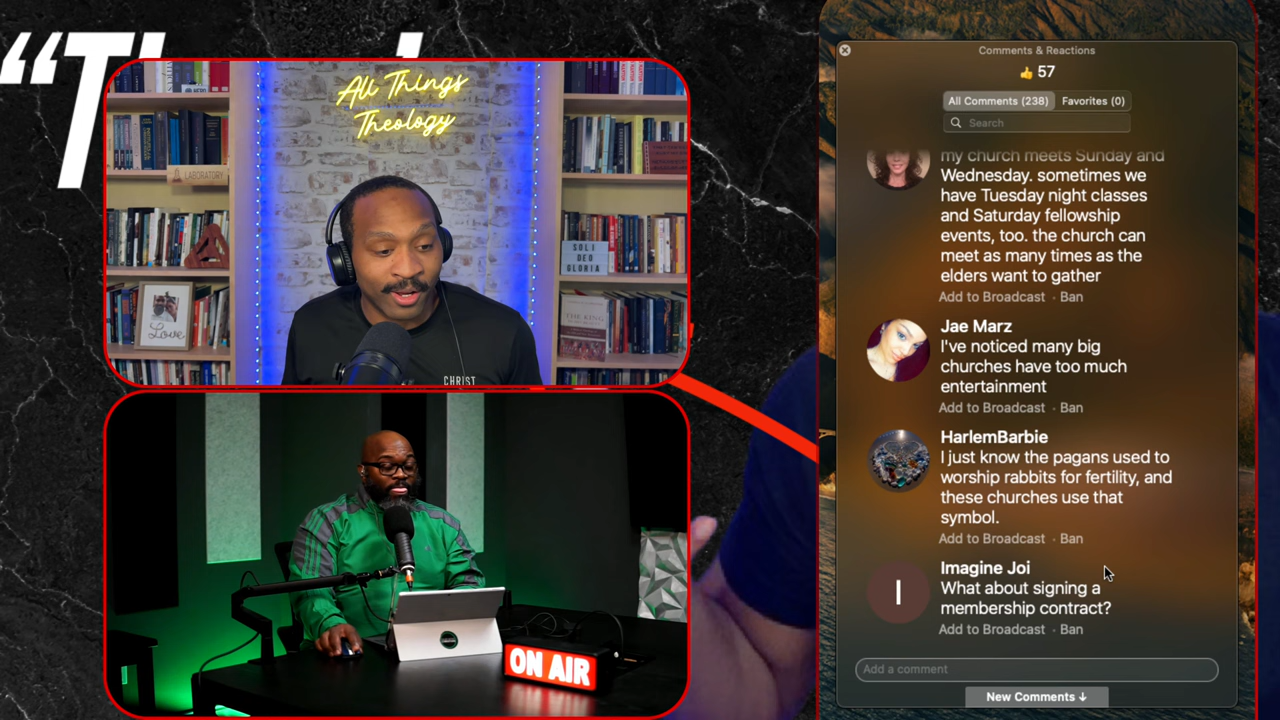 “Th
All Things
Theology
LABORATORY
SOLI
DEO
GLORIA
THE KING
Love
CHRIST
ON AIR
Comments & Reactions
👍 57
All Comments (238)
Favorites (0)
Search
my church meets Sunday and
Wednesday. sometimes we
have Tuesday night classes
and Saturday fellowship
events, too. the church can
meet as many times as the
elders want to gather
Add to Broadcast · Ban
Jae Marz
I've noticed many big
churches have too much
entertainment
Add to Broadcast · Ban
HarlemBarbie
I just know the pagans used to
worship rabbits for fertility, and
these churches use that
symbol.
Add to Broadcast · Ban
I
Imagine Joi
What about signing a
membership contract?
Add to Broadcast · Ban
Add a comment
New Comments ↓